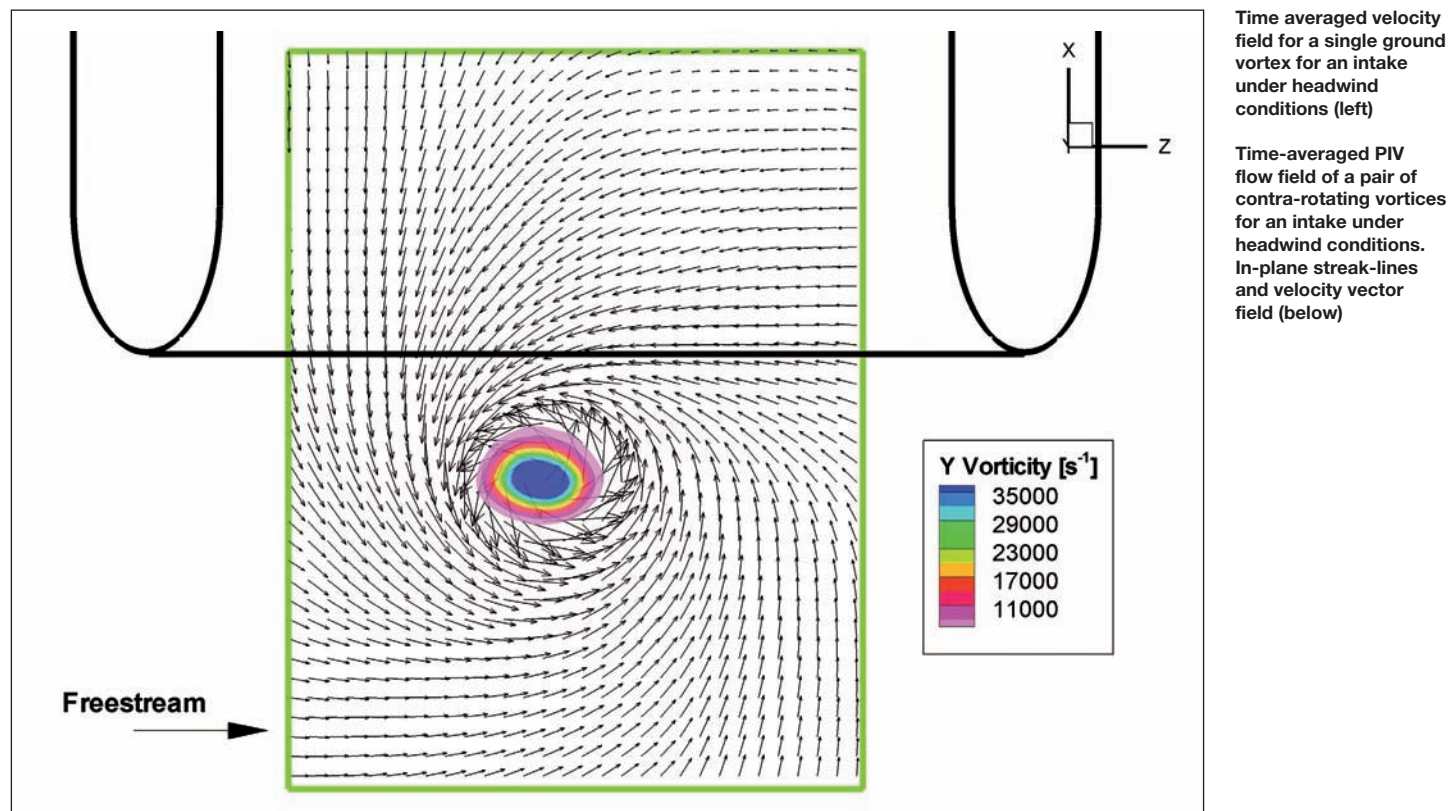 Time averaged velocity
field for a single ground
vortex for an intake
under headwind
conditions (left)
Time-averaged PIV
flow field of a pair of
contra-rotating vortices
for an intake under
headwind conditions.
In-plane streak-lines
and velocity vector
field (below)
X
Y
Z
Y Vorticity [s⁻¹]
35000
29000
23000
17000
11000
Freestream